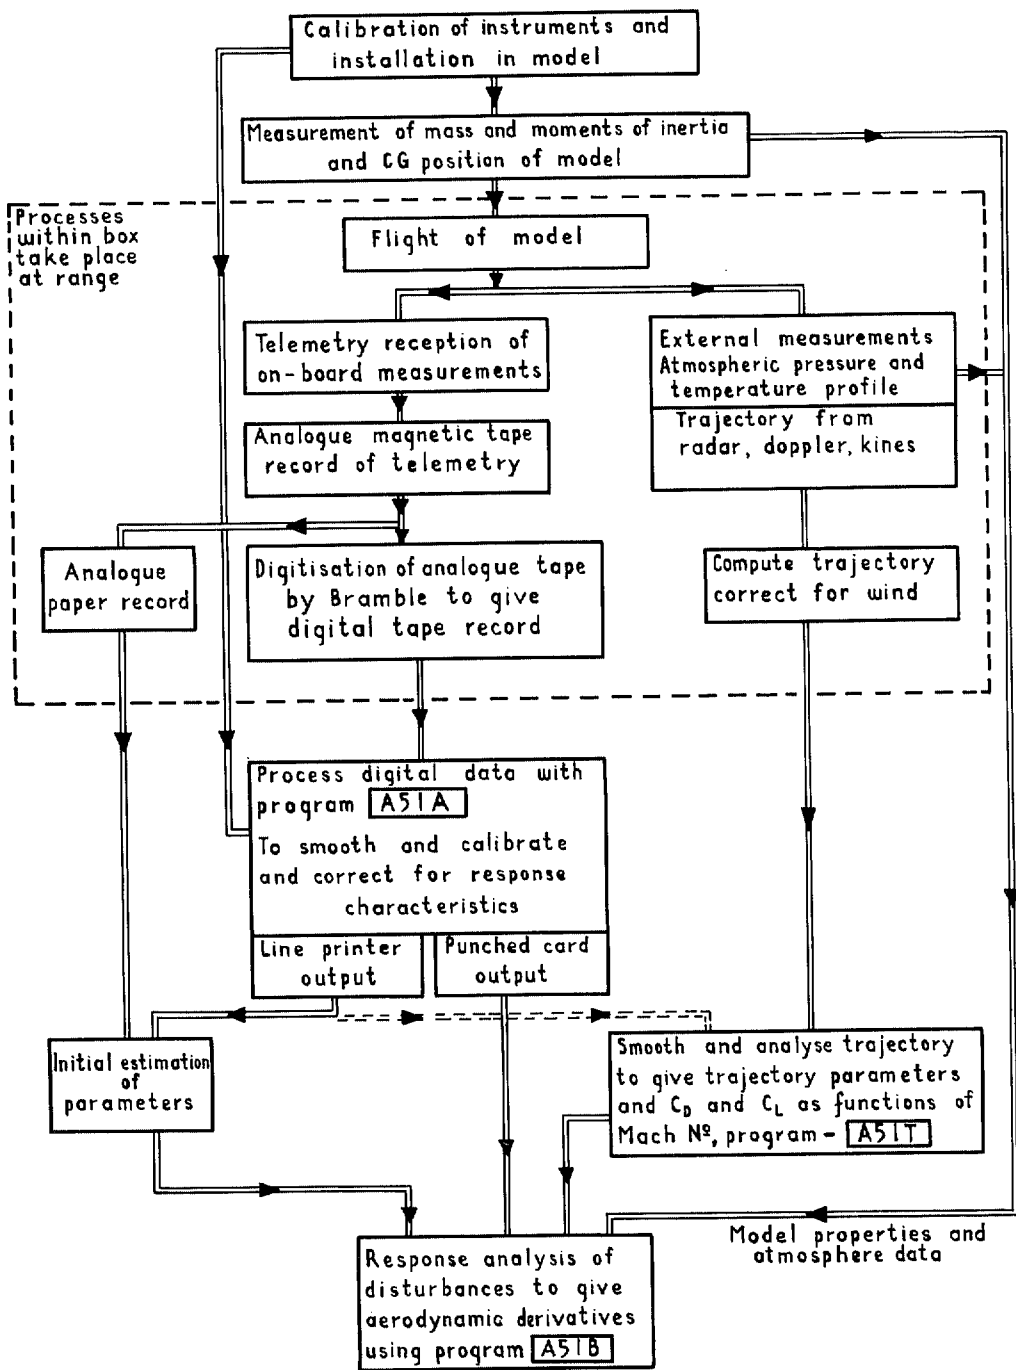 Calibration of instruments and
installation in model
Measurement of mass and moments of inertia
and CG position of model
Processes
within box
take place
at range
Flight of model
Telemetry reception of
on-board measurements
External measurements
Atmospheric pressure and
temperature profile
Trajectory from
radar, doppler, kines
Analogue magnetic tape
record of telemetry
Analogue
paper record
Digitisation of analogue tape
by Bramble to give
digital tape record
Compute trajectory
correct for wind
Process digital data with
program A51A
To smooth and calibrate
and correct for response
characteristics
Line printer
output
Punched card
output
Initial estimation
of
parameters
Smooth and analyse trajectory
to give trajectory parameters
and C_D and C_L as functions of
Mach Nº, program - A51T
Model properties and
atmosphere data
Response analysis of
disturbances to give
aerodynamic derivatives
using program A51B